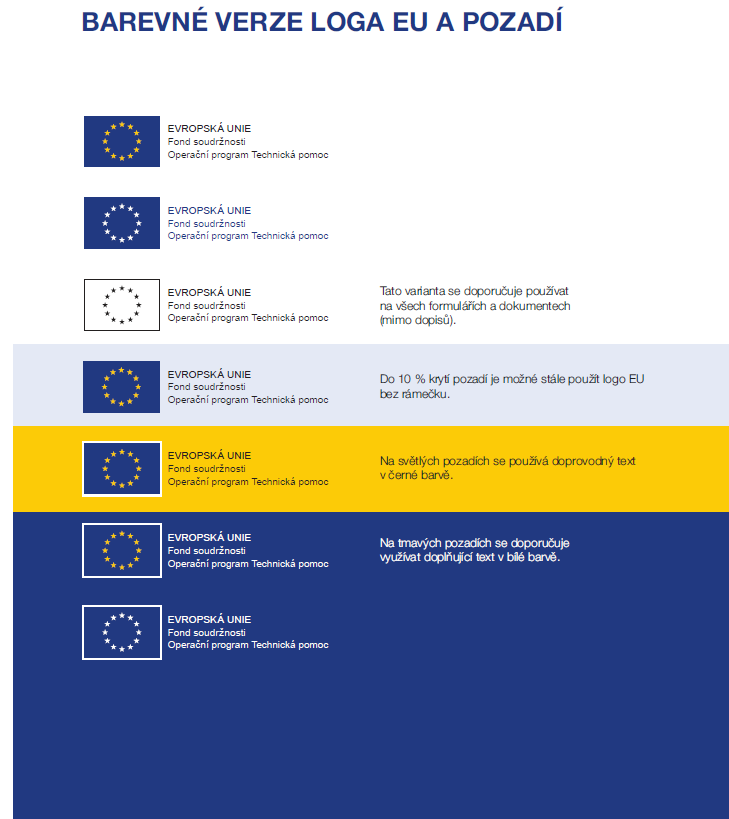 BAREVNÉ VERZE LOGA EU A POZADÍ
EVROPSKÁ UNIE
Fond soudržnosti
Operační program Technická pomoc
EVROPSKÁ UNIE
Fond soudržnosti
Operační program Technická pomoc
EVROPSKÁ UNIE
Fond soudržnosti
Operační program Technická pomoc
Tato varianta se doporučuje používat
na všech formulářích a dokumentech
(mimo dopisů).
EVROPSKÁ UNIE
Fond soudržnosti
Operační program Technická pomoc
Do 10 % krytí pozadí je možné stále použít logo EU
bez rámečku.
EVROPSKÁ UNIE
Fond soudržnosti
Operační program Technická pomoc
Na světlých pozadích se používá doprovodný text
v černé barvě.
EVROPSKÁ UNIE
Fond soudržnosti
Operační program Technická pomoc
Na tmavých pozadích se doporučuje
využívat doplňující text v bílé barvě.
EVROPSKÁ UNIE
Fond soudržnosti
Operační program Technická pomoc